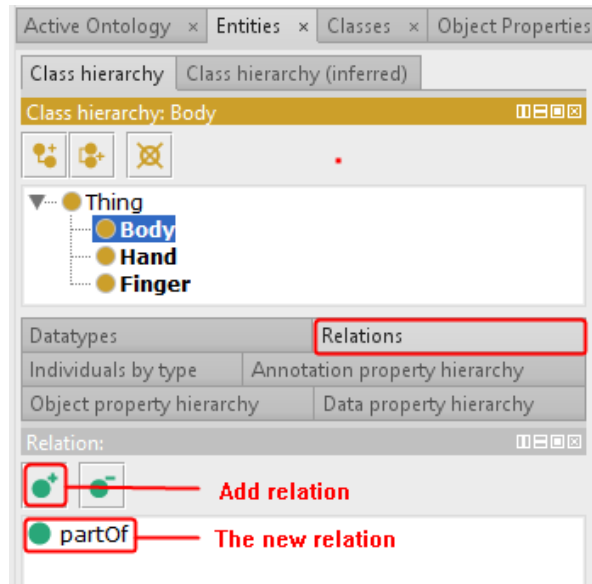 Active Ontology × Entities × Classes × Object Properties
Class hierarchy Class hierarchy (inferred)
Class hierarchy: Body
Thing
Body
Hand
Finger
Datatypes Relations
Individuals by type Annotation property hierarchy
Object property hierarchy Data property hierarchy
Relation:
Add relation
partOf The new relation